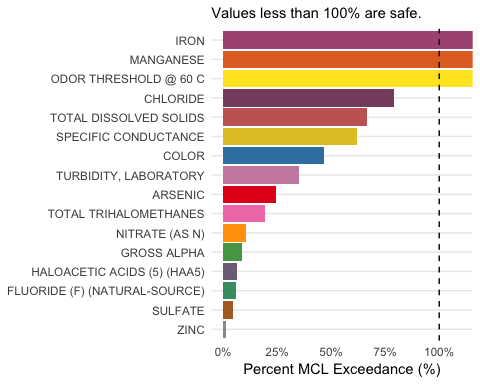 Values less than 100% are safe.
IRON
MANGANESE
ODOR THRESHOLD @ 60 C
CHLORIDE
TOTAL DISSOLVED SOLIDS
SPECIFIC CONDUCTANCE
COLOR
TURBIDITY, LABORATORY
ARSENIC
TOTAL TRIHALOMETHANES
NITRATE (AS N)
GROSS ALPHA
HALOACETIC ACIDS (5) (HAA5)
FLUORIDE (F) (NATURAL-SOURCE)
SULFATE
ZINC
0% 25% 50% 75% 100%
Percent MCL Exceedance (%)